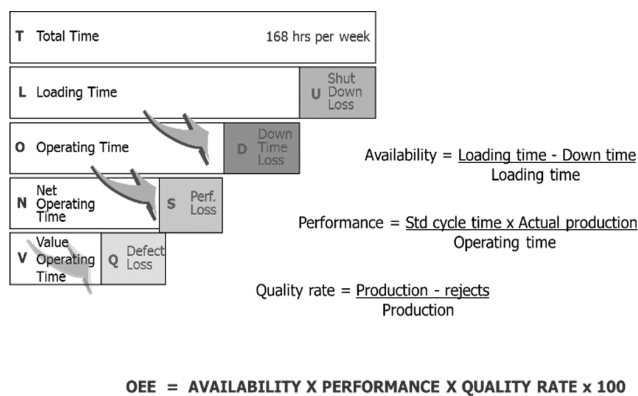 T Total Time 168 hrs per week
L Loading Time U Shut
Down
Loss
O Operating Time D Down
Time
Loss
N Net
Operating
Time
S Perf.
Loss
V Value
Operating
Time
Q Defect
Loss
Availability = Loading time - Down time
Loading time
Performance = Std cycle time x Actual production
Operating time
Quality rate = Production - rejects
Production
OEE = AVAILABILITY X PERFORMANCE X QUALITY RATE x 100